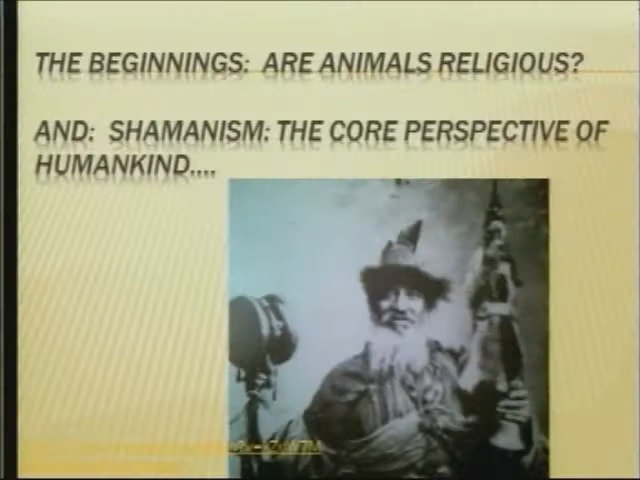 THE BEGINNINGS: ARE ANIMALS RELIGIOUS?
AND: SHAMANISM: THE CORE PERSPECTIVE OF
HUMANKIND....